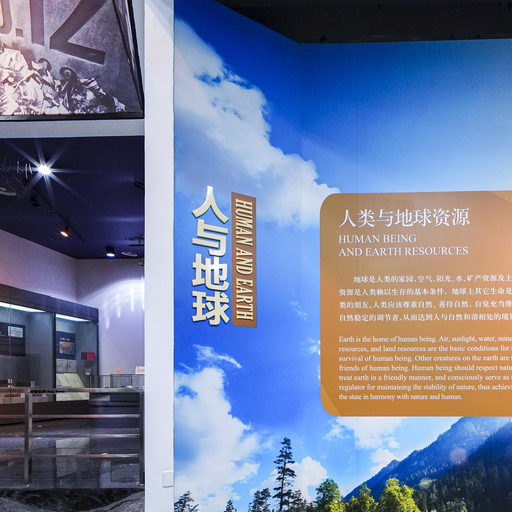 .12
人与地球
HUMAN AND EARTH
人类与地球资源
HUMAN BEING
AND EARTH RESOURCES
地球是人类的家园,空气、阳光、水、矿产资源及土
资源是人类赖以生存的基本条件。地球上其它生命是
类的朋友,人类应该尊重自然,善待自然,自觉充当维
自然稳定的调节者,从而达到人与自然和谐相处的境界
Earth is the home of human being. Air, sunlight, water, mine
resources, and land resources are the basic conditions for
survival of human being. Other creatures on the earth are
friends of human being. Human being should respect natu
treat earth in a friendly manner, and consciously serve as
regulator for maintaining the stability of nature, thus achiev
the state in harmony with nature and human.